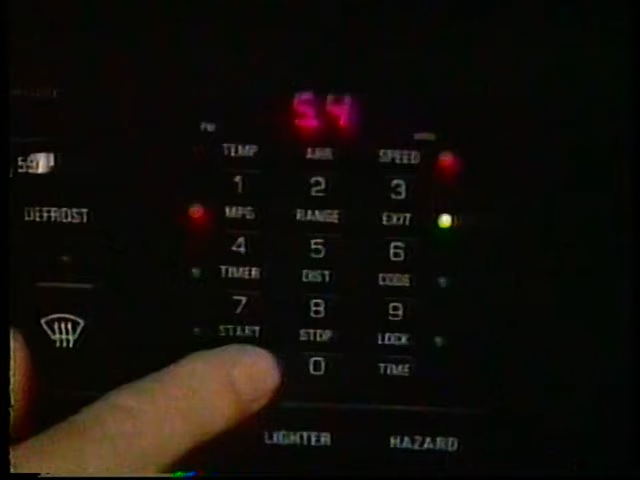 54
PM
TEMP ARR SPEED
59
1 2 3
DEFROST
MPG RANGE EXIT
4 5 6
TIMER DIST CODE
7 8 9
START STOP LOCK
0 TIME
LIGHTER HAZARD